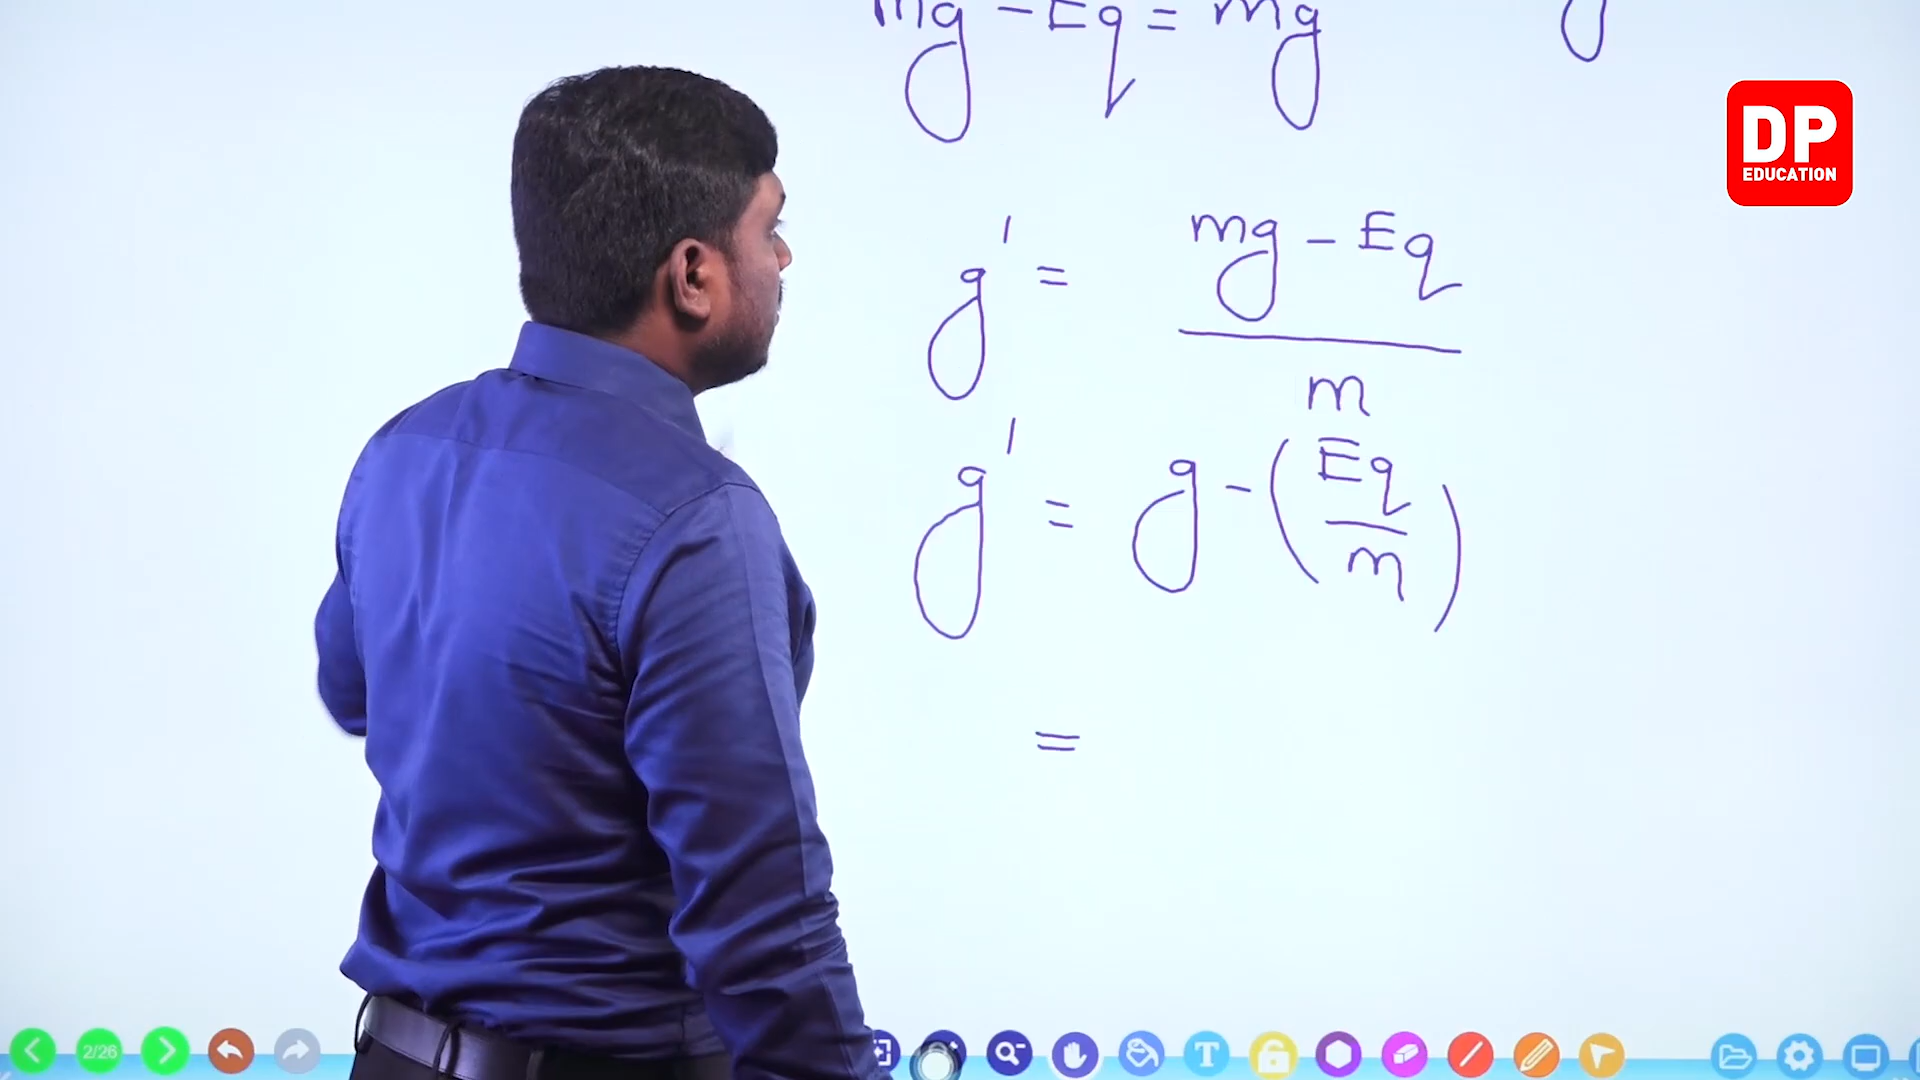 mg - Eq = mg
g
DP
EDUCATION
g' = mg - Eq / m
g' = g - (Eq / m)
=
2/26
T